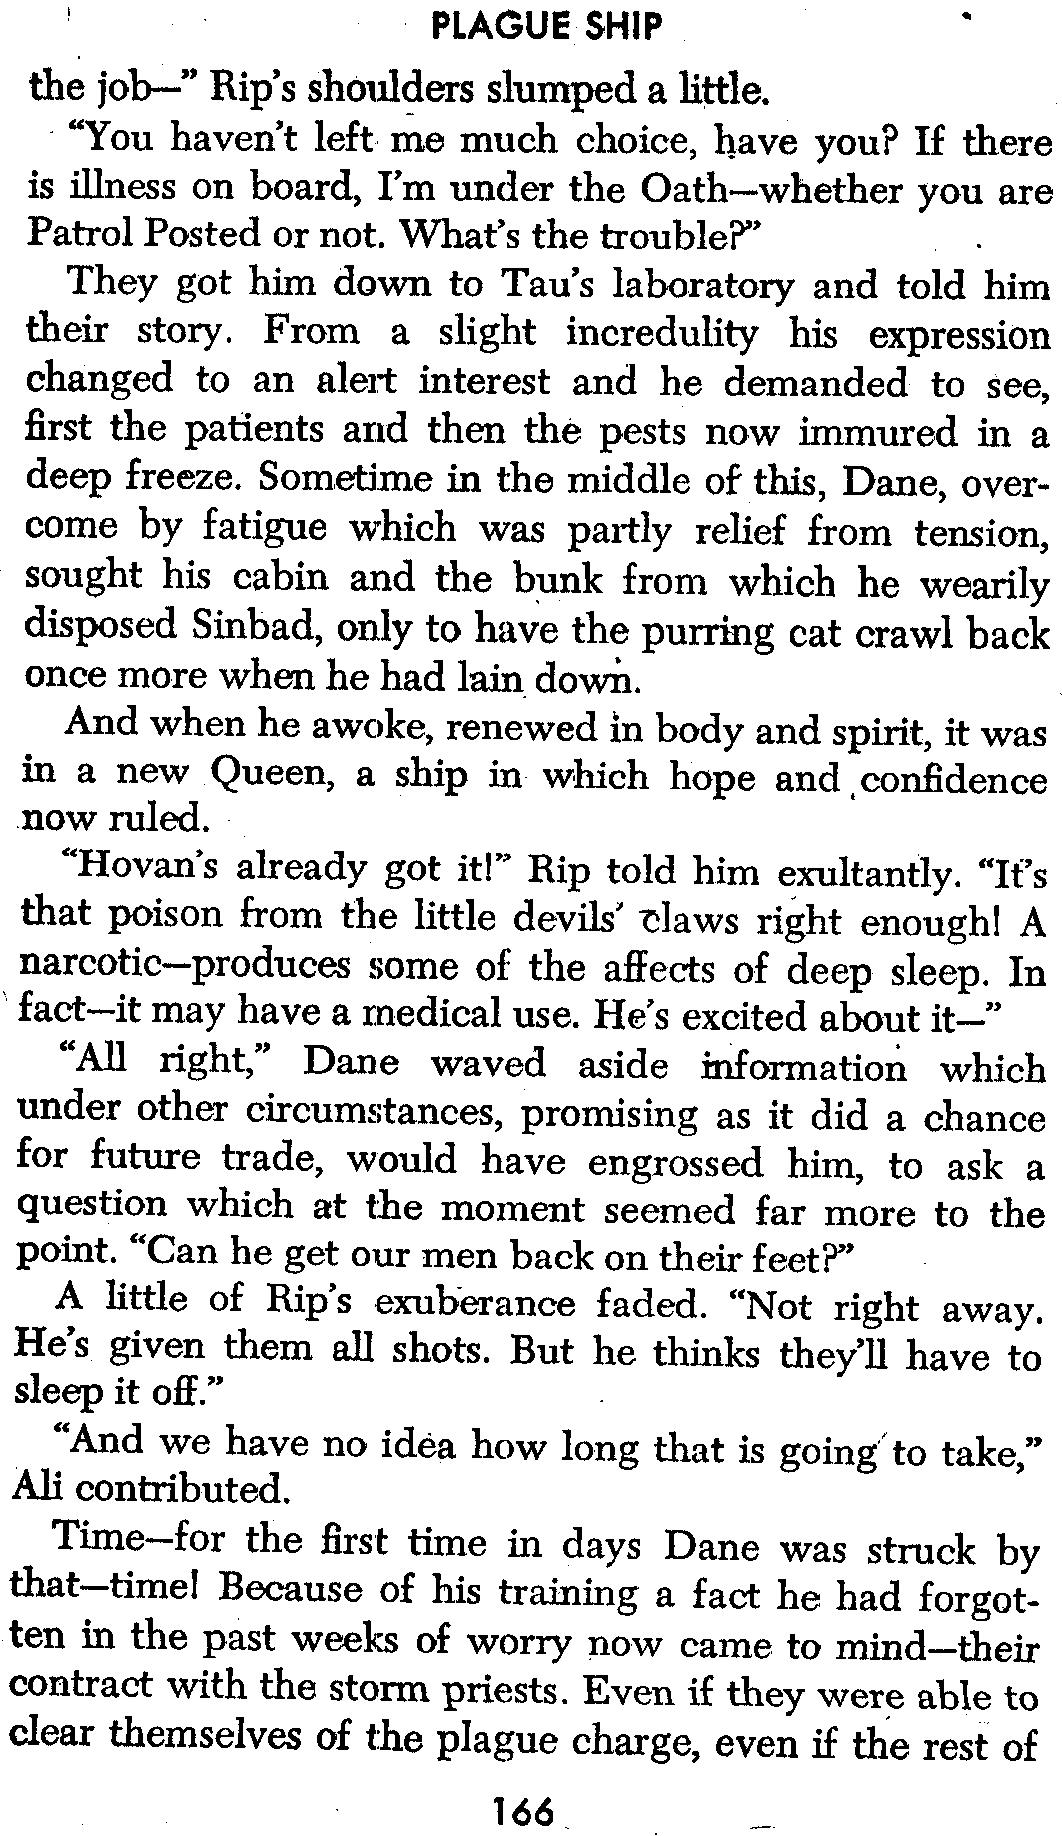 PLAGUE SHIP
the job—” Rip’s shoulders slumped a little.
“You haven’t left me much choice, have you? If there
is illness on board, I’m under the Oath—whether you are
Patrol Posted or not. What’s the trouble?”
They got him down to Tau’s laboratory and told him
their story. From a slight incredulity his expression
changed to an alert interest and he demanded to see,
first the patients and then the pests now immured in a
deep freeze. Sometime in the middle of this, Dane, over-
come by fatigue which was partly relief from tension,
sought his cabin and the bunk from which he wearily
disposed Sinbad, only to have the purring cat crawl back
once more when he had lain down.
And when he awoke, renewed in body and spirit, it was
in a new Queen, a ship in which hope and confidence
now ruled.
“Hovan’s already got it!” Rip told him exultantly. “It’s
that poison from the little devils’ claws right enough! A
narcotic—produces some of the affects of deep sleep. In
fact—it may have a medical use. He’s excited about it—”
“All right,” Dane waved aside information which
under other circumstances, promising as it did a chance
for future trade, would have engrossed him, to ask a
question which at the moment seemed far more to the
point. “Can he get our men back on their feet?”
A little of Rip’s exuberance faded. “Not right away.
He’s given them all shots. But he thinks they’ll have to
sleep it off.”
“And we have no idea how long that is going to take,”
Ali contributed.
Time—for the first time in days Dane was struck by
that—time! Because of his training a fact he had forgot-
ten in the past weeks of worry now came to mind—their
contract with the storm priests. Even if they were able to
clear themselves of the plague charge, even if the rest of
166